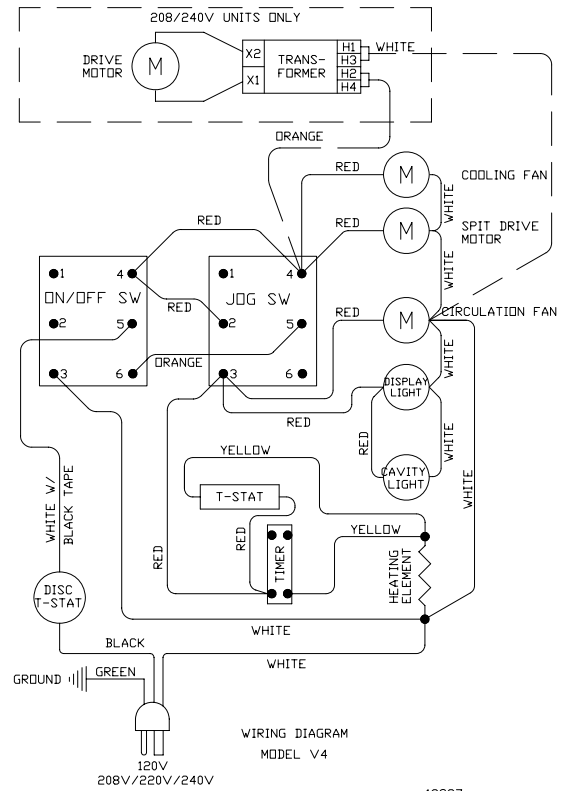 208/240V UNITS ONLY
DRIVE
MOTOR
M
X2
X1
TRANS-
FORMER
H1
H3
H2
H4
WHITE
ORANGE
RED
M
COOLING FAN
WHITE
RED
M
SPIT DRIVE
MOTOR
WHITE
RED
1
4
ON/OFF SW
RED
2
5
3
6
ORANGE
1
4
JOG SW
2
5
3
6
RED
M
CIRCULATION FAN
WHITE
DISPLAY
LIGHT
RED
RED
WHITE
CAVITY
LIGHT
WHITE
YELLOW
T-STAT
WHITE W/
BLACK TAPE
RED
RED
TIMER
YELLOW
HEATING
ELEMENT
DISC
T-STAT
WHITE
BLACK
WHITE
GROUND
GREEN
WIRING DIAGRAM
MODEL V4
120V
208V/220V/240V